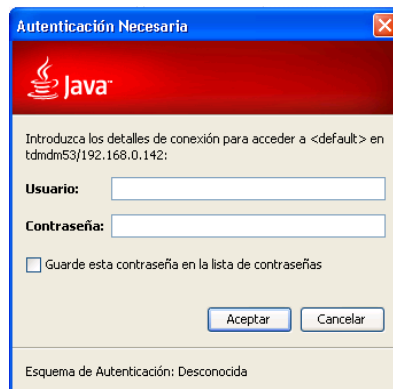 Autenticación Necesaria
Java™
Introduzca los detalles de conexión para acceder a <default> en
tdmdm53/192.168.0.142:
Usuario:
Contraseña:
Guarde esta contraseña en la lista de contraseñas
Aceptar Cancelar
Esquema de Autenticación: Desconocida